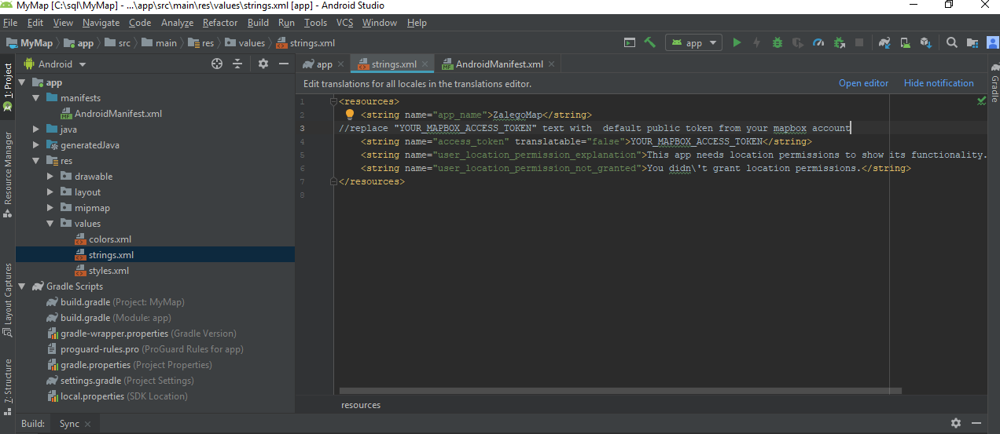 MyMap [C:\sql\MyMap] - ...\app\src\main\res\values\strings.xml [app] - Android Studio
File Edit View Navigate Code Analyze Refactor Build Run Tools VCS Window Help
MyMap app src main res values strings.xml app
Android app strings.xml AndroidManifest.xml
Edit translations for all locales in the translations editor. Open editor Hide notification
1: Project
Resource Manager
Layout Captures
7: Structure
Gradle
app
manifests
AndroidManifest.xml
java
generatedJava
res
drawable
layout
mipmap
values
colors.xml
strings.xml
styles.xml
Gradle Scripts
build.gradle (Project: MyMap)
build.gradle (Module: app)
gradle-wrapper.properties (Gradle Version)
proguard-rules.pro (ProGuard Rules for app)
gradle.properties (Project Properties)
settings.gradle (Project Settings)
local.properties (SDK Location)
1 <resources>
2 <string name="app_name">ZalegoMap</string>
3 //replace "YOUR_MAPBOX_ACCESS_TOKEN" text with  default public token from your mapbox account
4 <string name="access_token" translatable="false">YOUR_MAPBOX_ACCESS_TOKEN</string>
5 <string name="user_location_permission_explanation">This app needs location permissions to show its functionality.
6 <string name="user_location_permission_not_granted">You didn\'t grant location permissions.</string>
7 </resources>
8
resources
Build: Sync